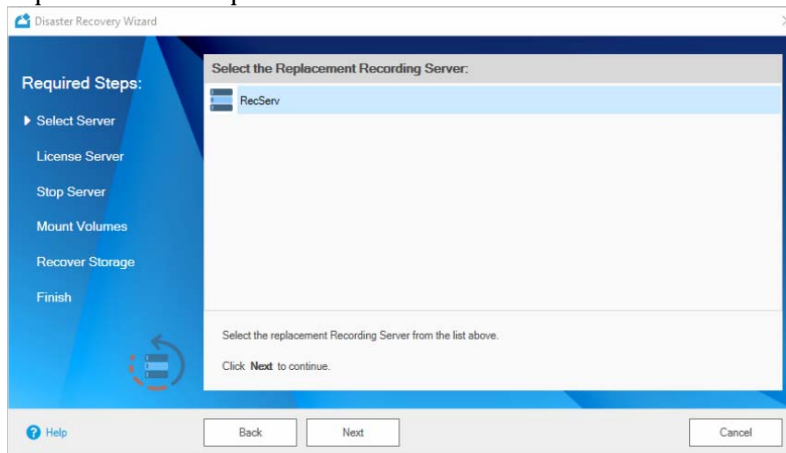 Disaster Recovery Wizard
Required Steps:
Select Server
License Server
Stop Server
Mount Volumes
Recover Storage
Finish
Select the Replacement Recording Server:
RecServ
Select the replacement Recording Server from the list above.
Click Next to continue.
Help
Back
Next
Cancel